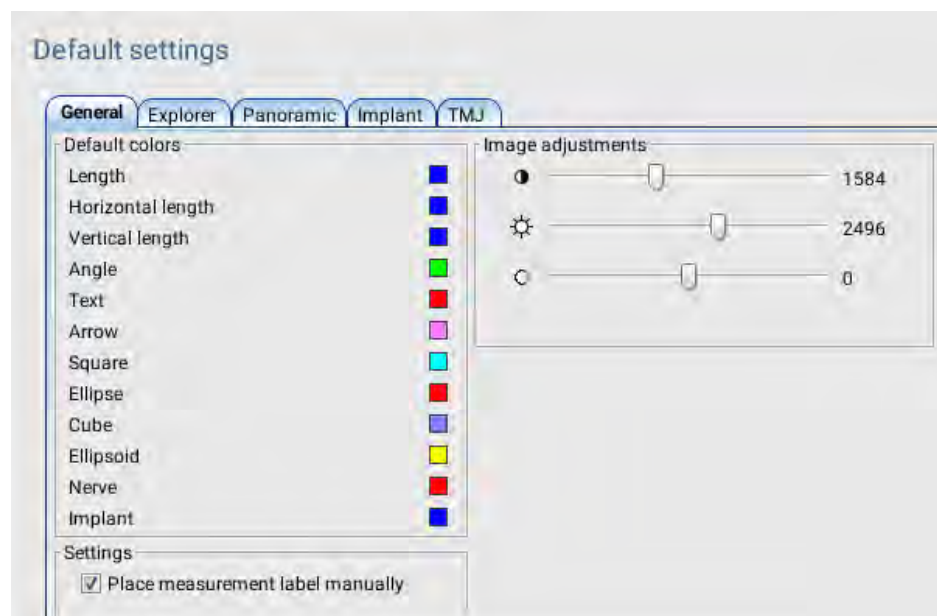 Default settings
General Explorer Panoramic Implant TMJ
Default colors
Length
Horizontal length
Vertical length
Angle
Text
Arrow
Square
Ellipse
Cube
Ellipsoid
Nerve
Implant
Settings
Place measurement label manually
Image adjustments
1584
2496
0